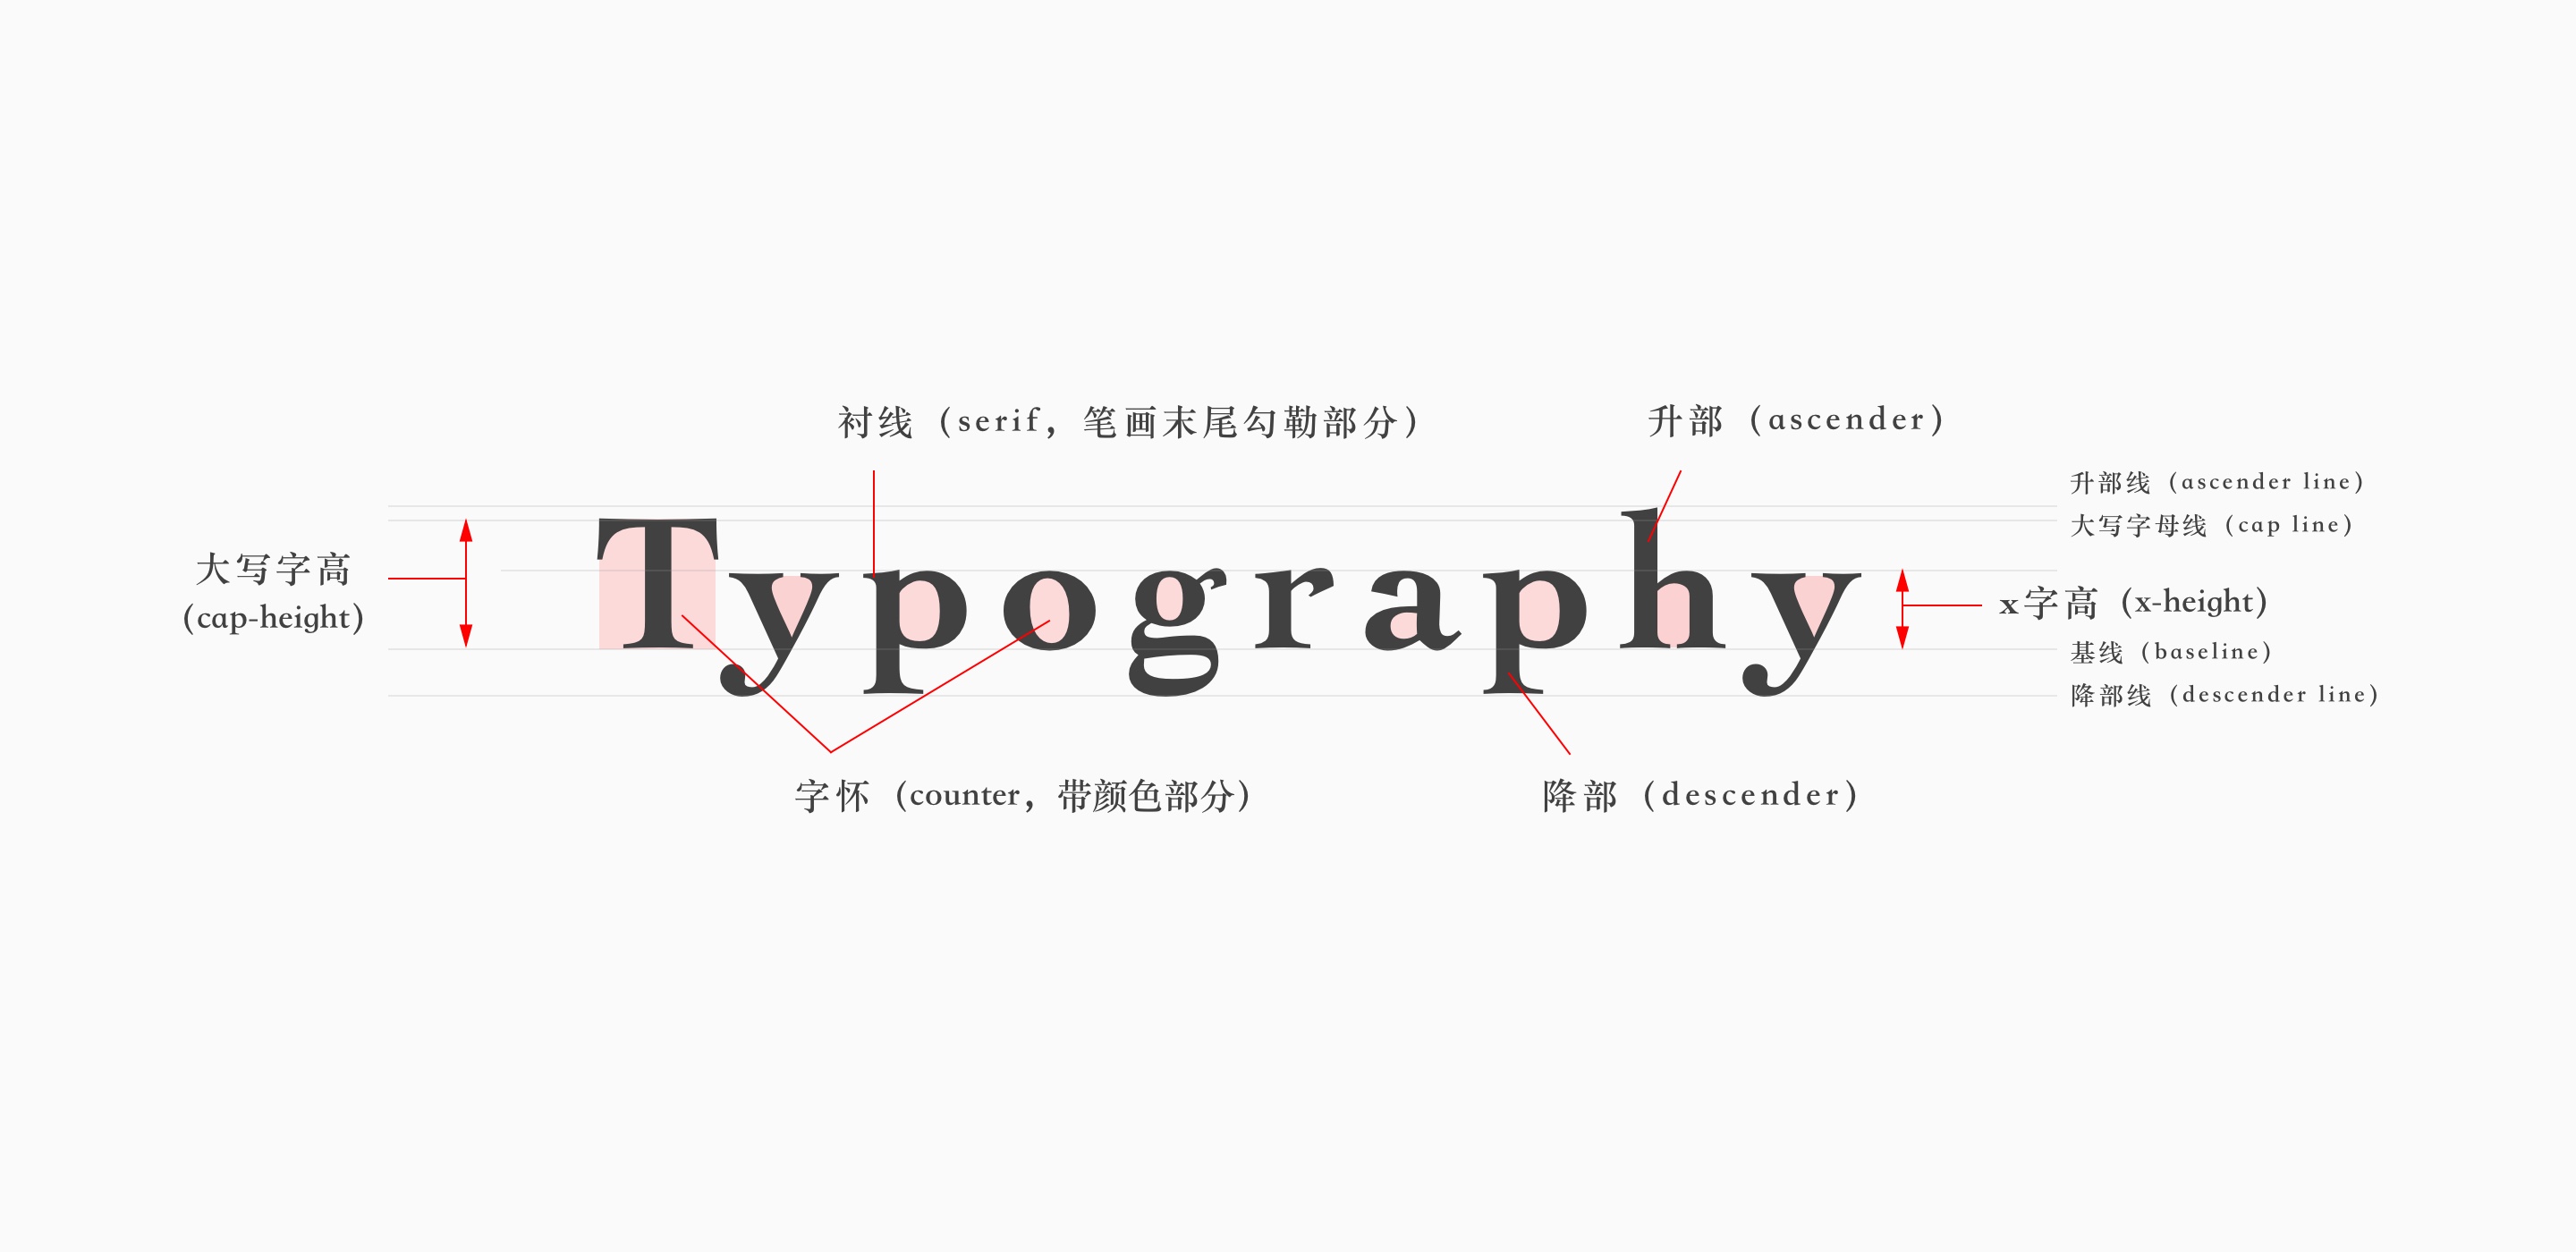 衬线（serif，笔画末尾勾勒部分）
升部（ascender）
升部线（ascender line）
大写字母线（cap line）
大写字高
(cap-height)
Typography
x字高（x-height）
基线（baseline）
降部线（descender line）
字怀（counter，带颜色部分）
降部（descender）